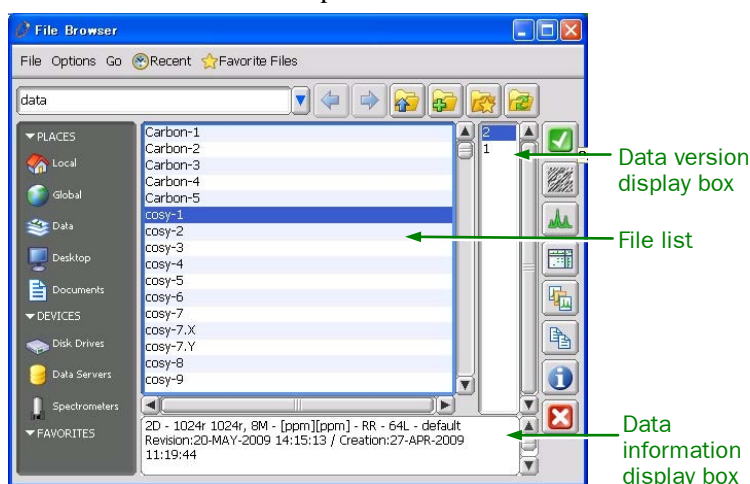 File Browser
File Options Go Recent Favorite Files
data
PLACES
Local
Global
Data
Desktop
Documents
DEVICES
Disk Drives
Data Servers
Spectrometers
FAVORITES
Carbon-1
Carbon-2
Carbon-3
Carbon-4
Carbon-5
cosy-1
cosy-2
cosy-3
cosy-4
cosy-5
cosy-6
cosy-7
cosy-7.X
cosy-7.Y
cosy-8
cosy-9
2
1
2D - 1024r 1024r, 8M - [ppm][ppm] - RR - 64L - default
Revision:20-MAY-2009 14:15:13 / Creation:27-APR-2009
11:19:44
Data version
display box
File list
Data
information
display box